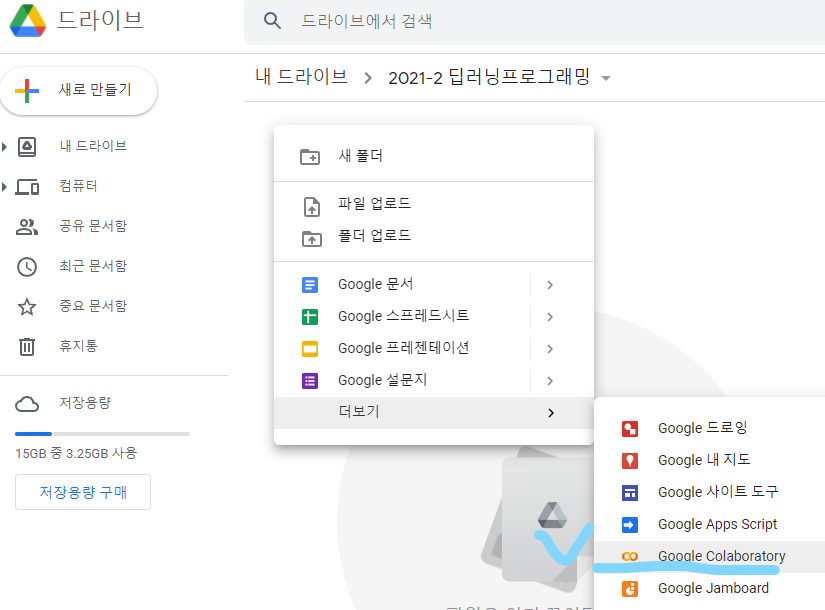 드라이브
드라이브에서 검색
내 드라이브 > 2021-2 딥러닝프로그래밍
새로 만들기
내 드라이브
컴퓨터
공유 문서함
최근 문서함
중요 문서함
휴지통
저장용량
15GB 중 3.25GB 사용
저장용량 구매
새 폴더
파일 업로드
폴더 업로드
Google 문서
Google 스프레드시트
Google 프레젠테이션
Google 설문지
더보기
Google 드로잉
Google 내 지도
Google 사이트 도구
Google Apps Script
Google Colaboratory
Google Jamboard